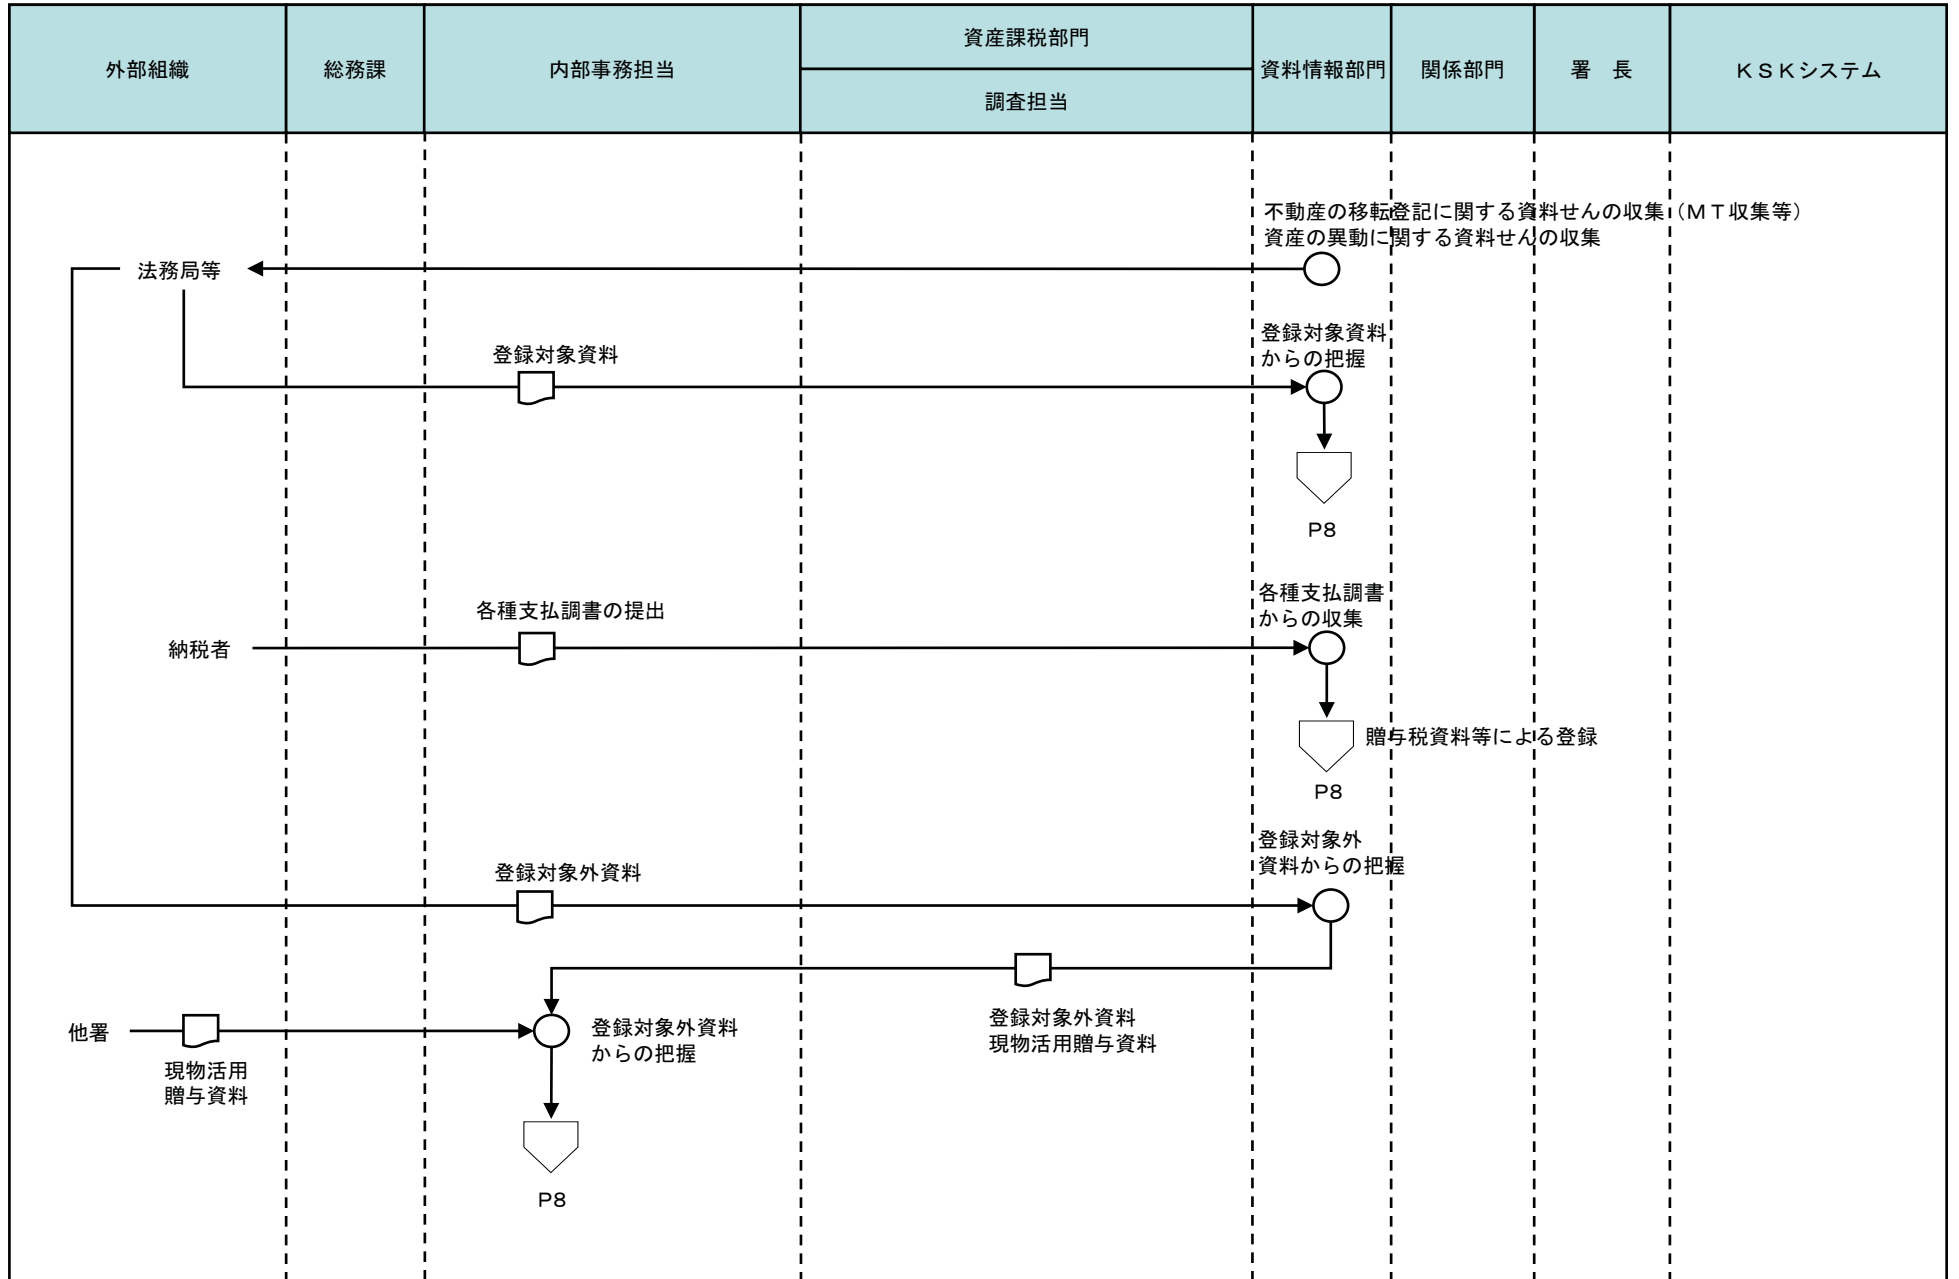 外部組織
総務課
内部事務担当
資産課税部門
調査担当
資料情報部門
関係部門
署　長
ＫＳＫシステム
不動産の移転登記に関する資料せんの収集（ＭＴ収集等）
資産の異動に関する資料せんの収集
法務局等
登録対象資料
からの把握
登録対象資料
P8
各種支払調書
からの収集
各種支払調書の提出
納税者
贈与税資料等による登録
P8
登録対象外
資料からの把握
登録対象外資料
他署
現物活用
贈与資料
登録対象外資料
からの把握
登録対象外資料
現物活用贈与資料
P8